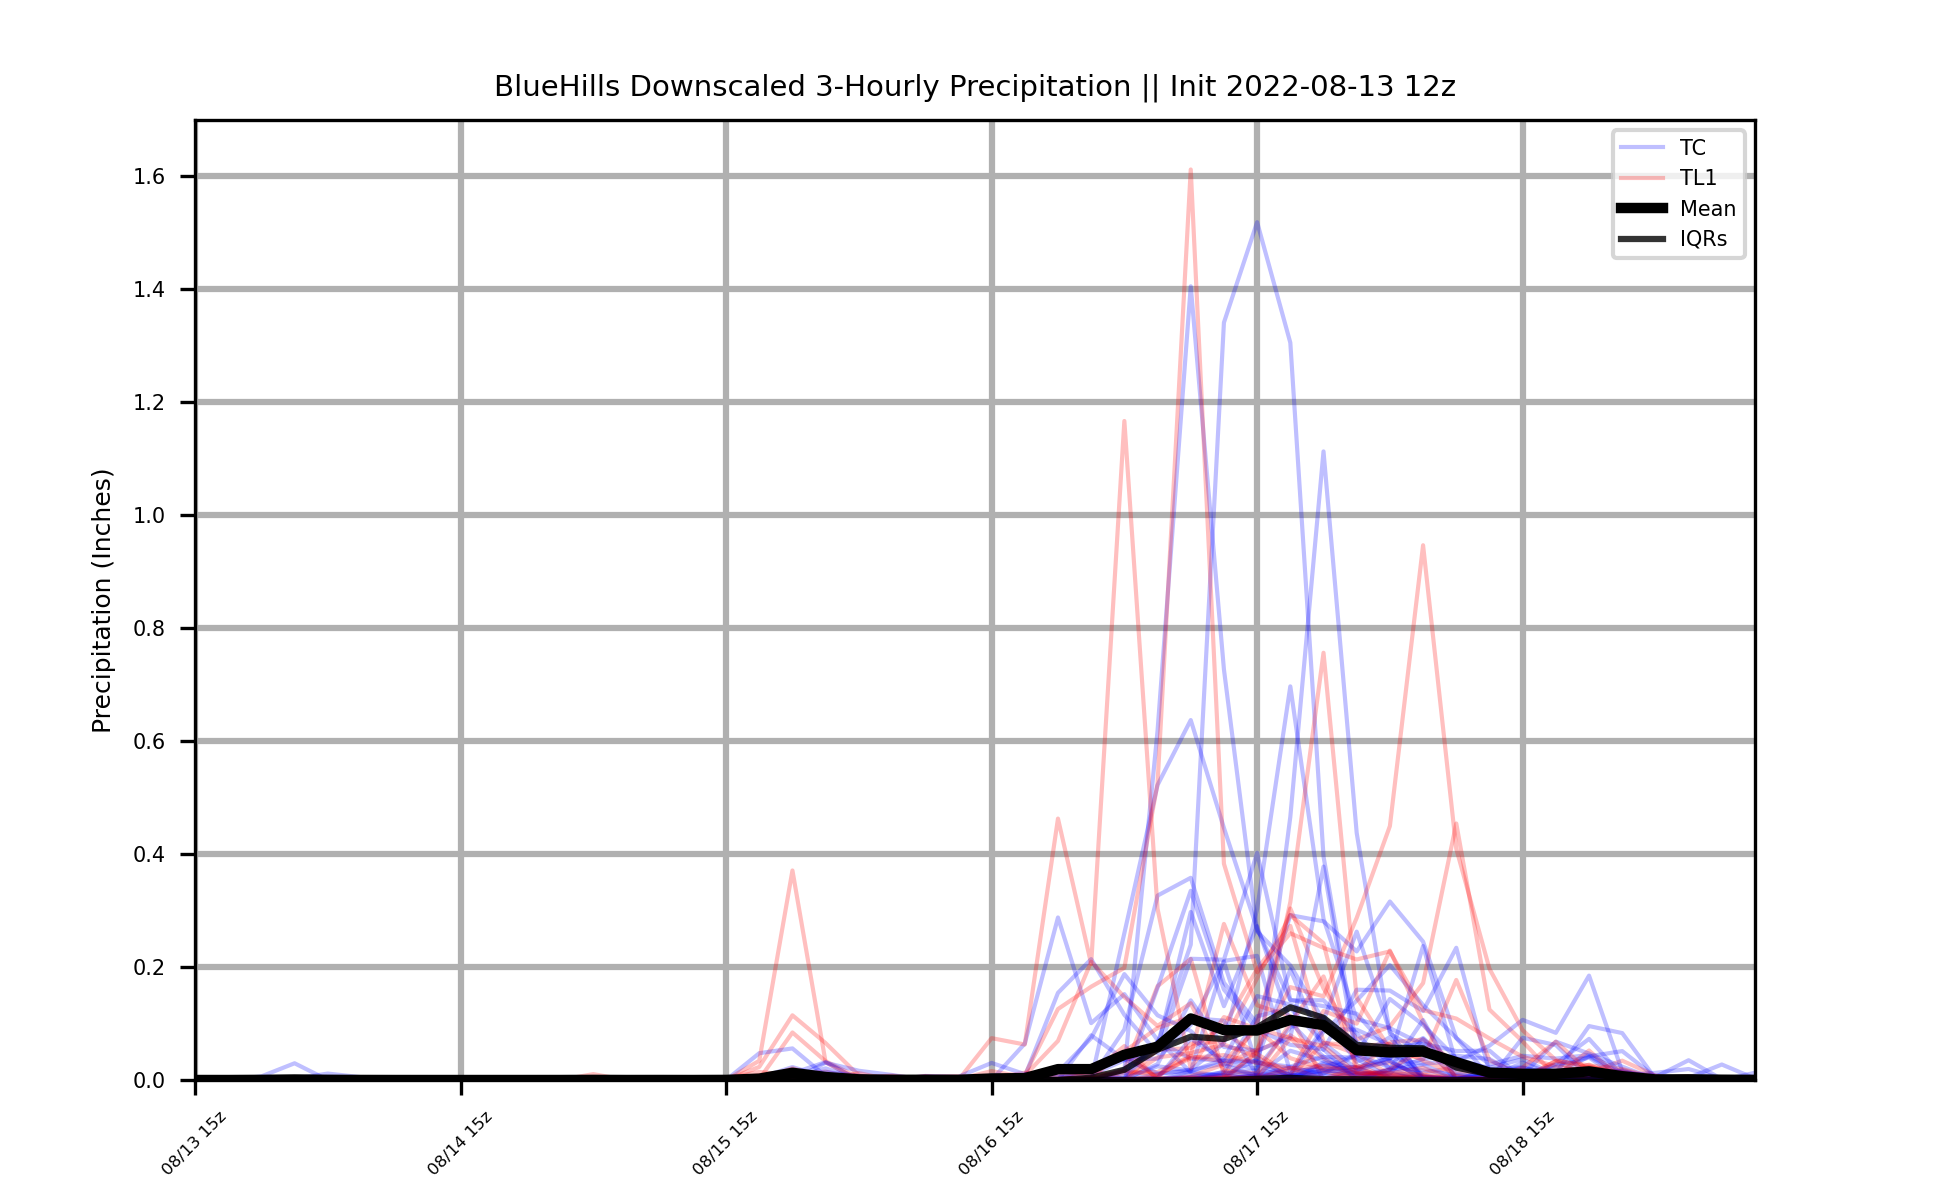 BlueHills Downscaled 3-Hourly Precipitation || Init 2022-08-13 12z
TC
TL1
Mean
IQRs
Precipitation (Inches)
1.6
1.4
1.2
1.0
0.8
0.6
0.4
0.2
0.0
08/13 15z
08/14 15z
08/15 15z
08/16 15z
08/17 15z
08/18 15z